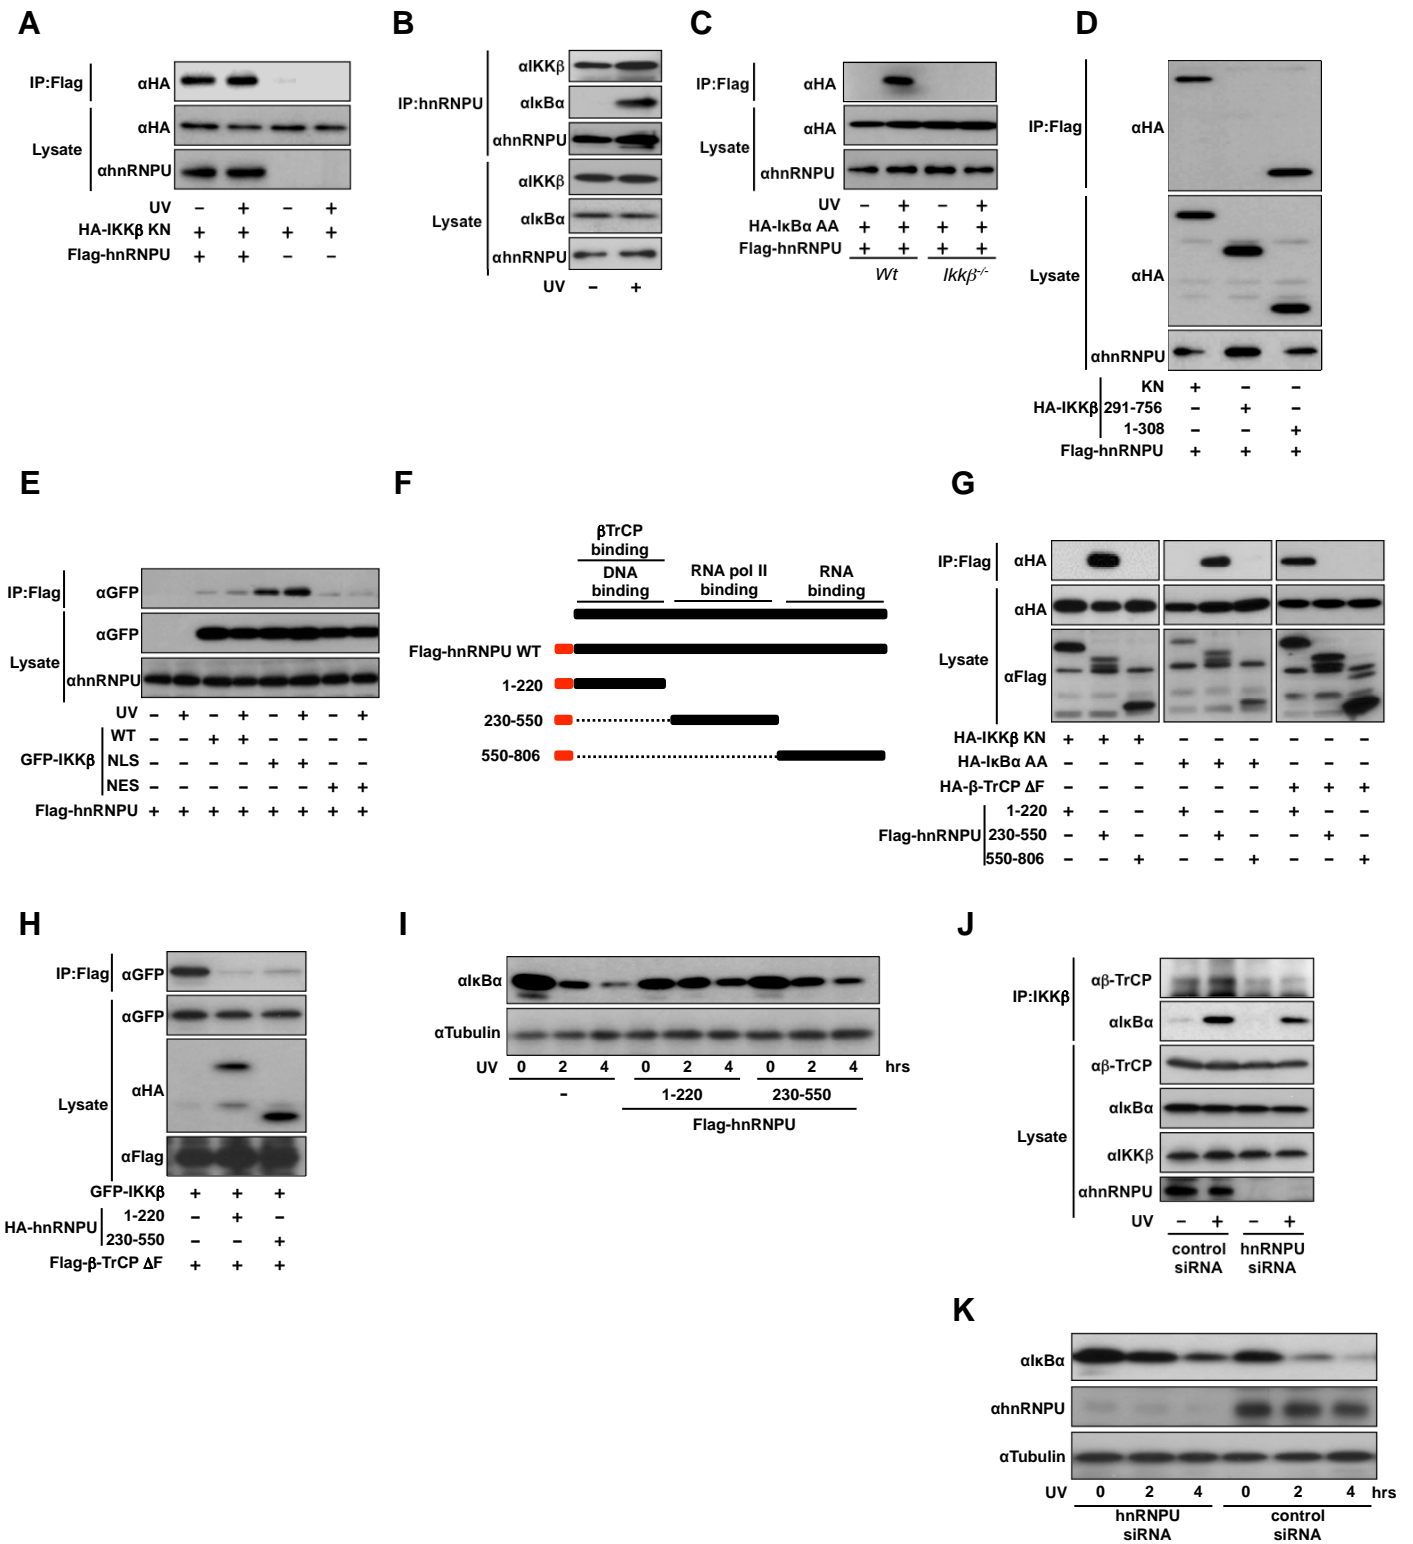 A
IP:Flag αHA
Lysate αHA
αhnRNPU
UV − + − +
HA-IKKβ KN + + + +
Flag-hnRNPU + + − −
B
IP:hnRNPU αIKKβ
αIκBα
αhnRNPU
Lysate αIKKβ
αIκBα
αhnRNPU
UV − +
C
IP:Flag αHA
Lysate αHA
αhnRNPU
UV − + − +
HA-IκBα AA + + + +
Flag-hnRNPU + + + +
Wt Ikkβ-/-
D
IP:Flag αHA
Lysate αHA
αhnRNPU
KN + − −
HA-IKKβ 291-756 − + −
1-308 − − +
Flag-hnRNPU + + +
E
IP:Flag αGFP
Lysate αGFP
αhnRNPU
UV − + − + − + − +
WT − − + + − − − −
GFP-IKKβ NLS − − − − + + − −
NES − − − − − − + +
Flag-hnRNPU + + + + + + + +
F
βTrCP
binding
DNA
binding
RNA pol II
binding
RNA
binding
Flag-hnRNPU WT
1-220
230-550
550-806
G
IP:Flag αHA
Lysate αHA
αFlag
HA-IKKβ KN + + + − − − − − −
HA-IκBα AA − − − + + + − − −
HA-β-TrCP ΔF − − − − − − + + +
1-220 + − − + − − + − −
Flag-hnRNPU 230-550 − + − − + − − + −
550-806 − − + − − + − − +
H
IP:Flag αGFP
Lysate αGFP
αHA
αFlag
GFP-IKKβ + + +
HA-hnRNPU 1-220 − + −
230-550 − − +
Flag-β-TrCP ΔF + + +
I
αIκBα
αTubulin
UV 0 2 4 0 2 4 0 2 4 hrs
- 1-220 230-550
Flag-hnRNPU
J
IP:IKKβ αβ-TrCP
αIκBα
Lysate αβ-TrCP
αIκBα
αIKKβ
αhnRNPU
UV − + − +
control
siRNA
hnRNPU
siRNA
K
αIκBα
αhnRNPU
αTubulin
UV 0 2 4 0 2 4 hrs
hnRNPU
siRNA
control
siRNA